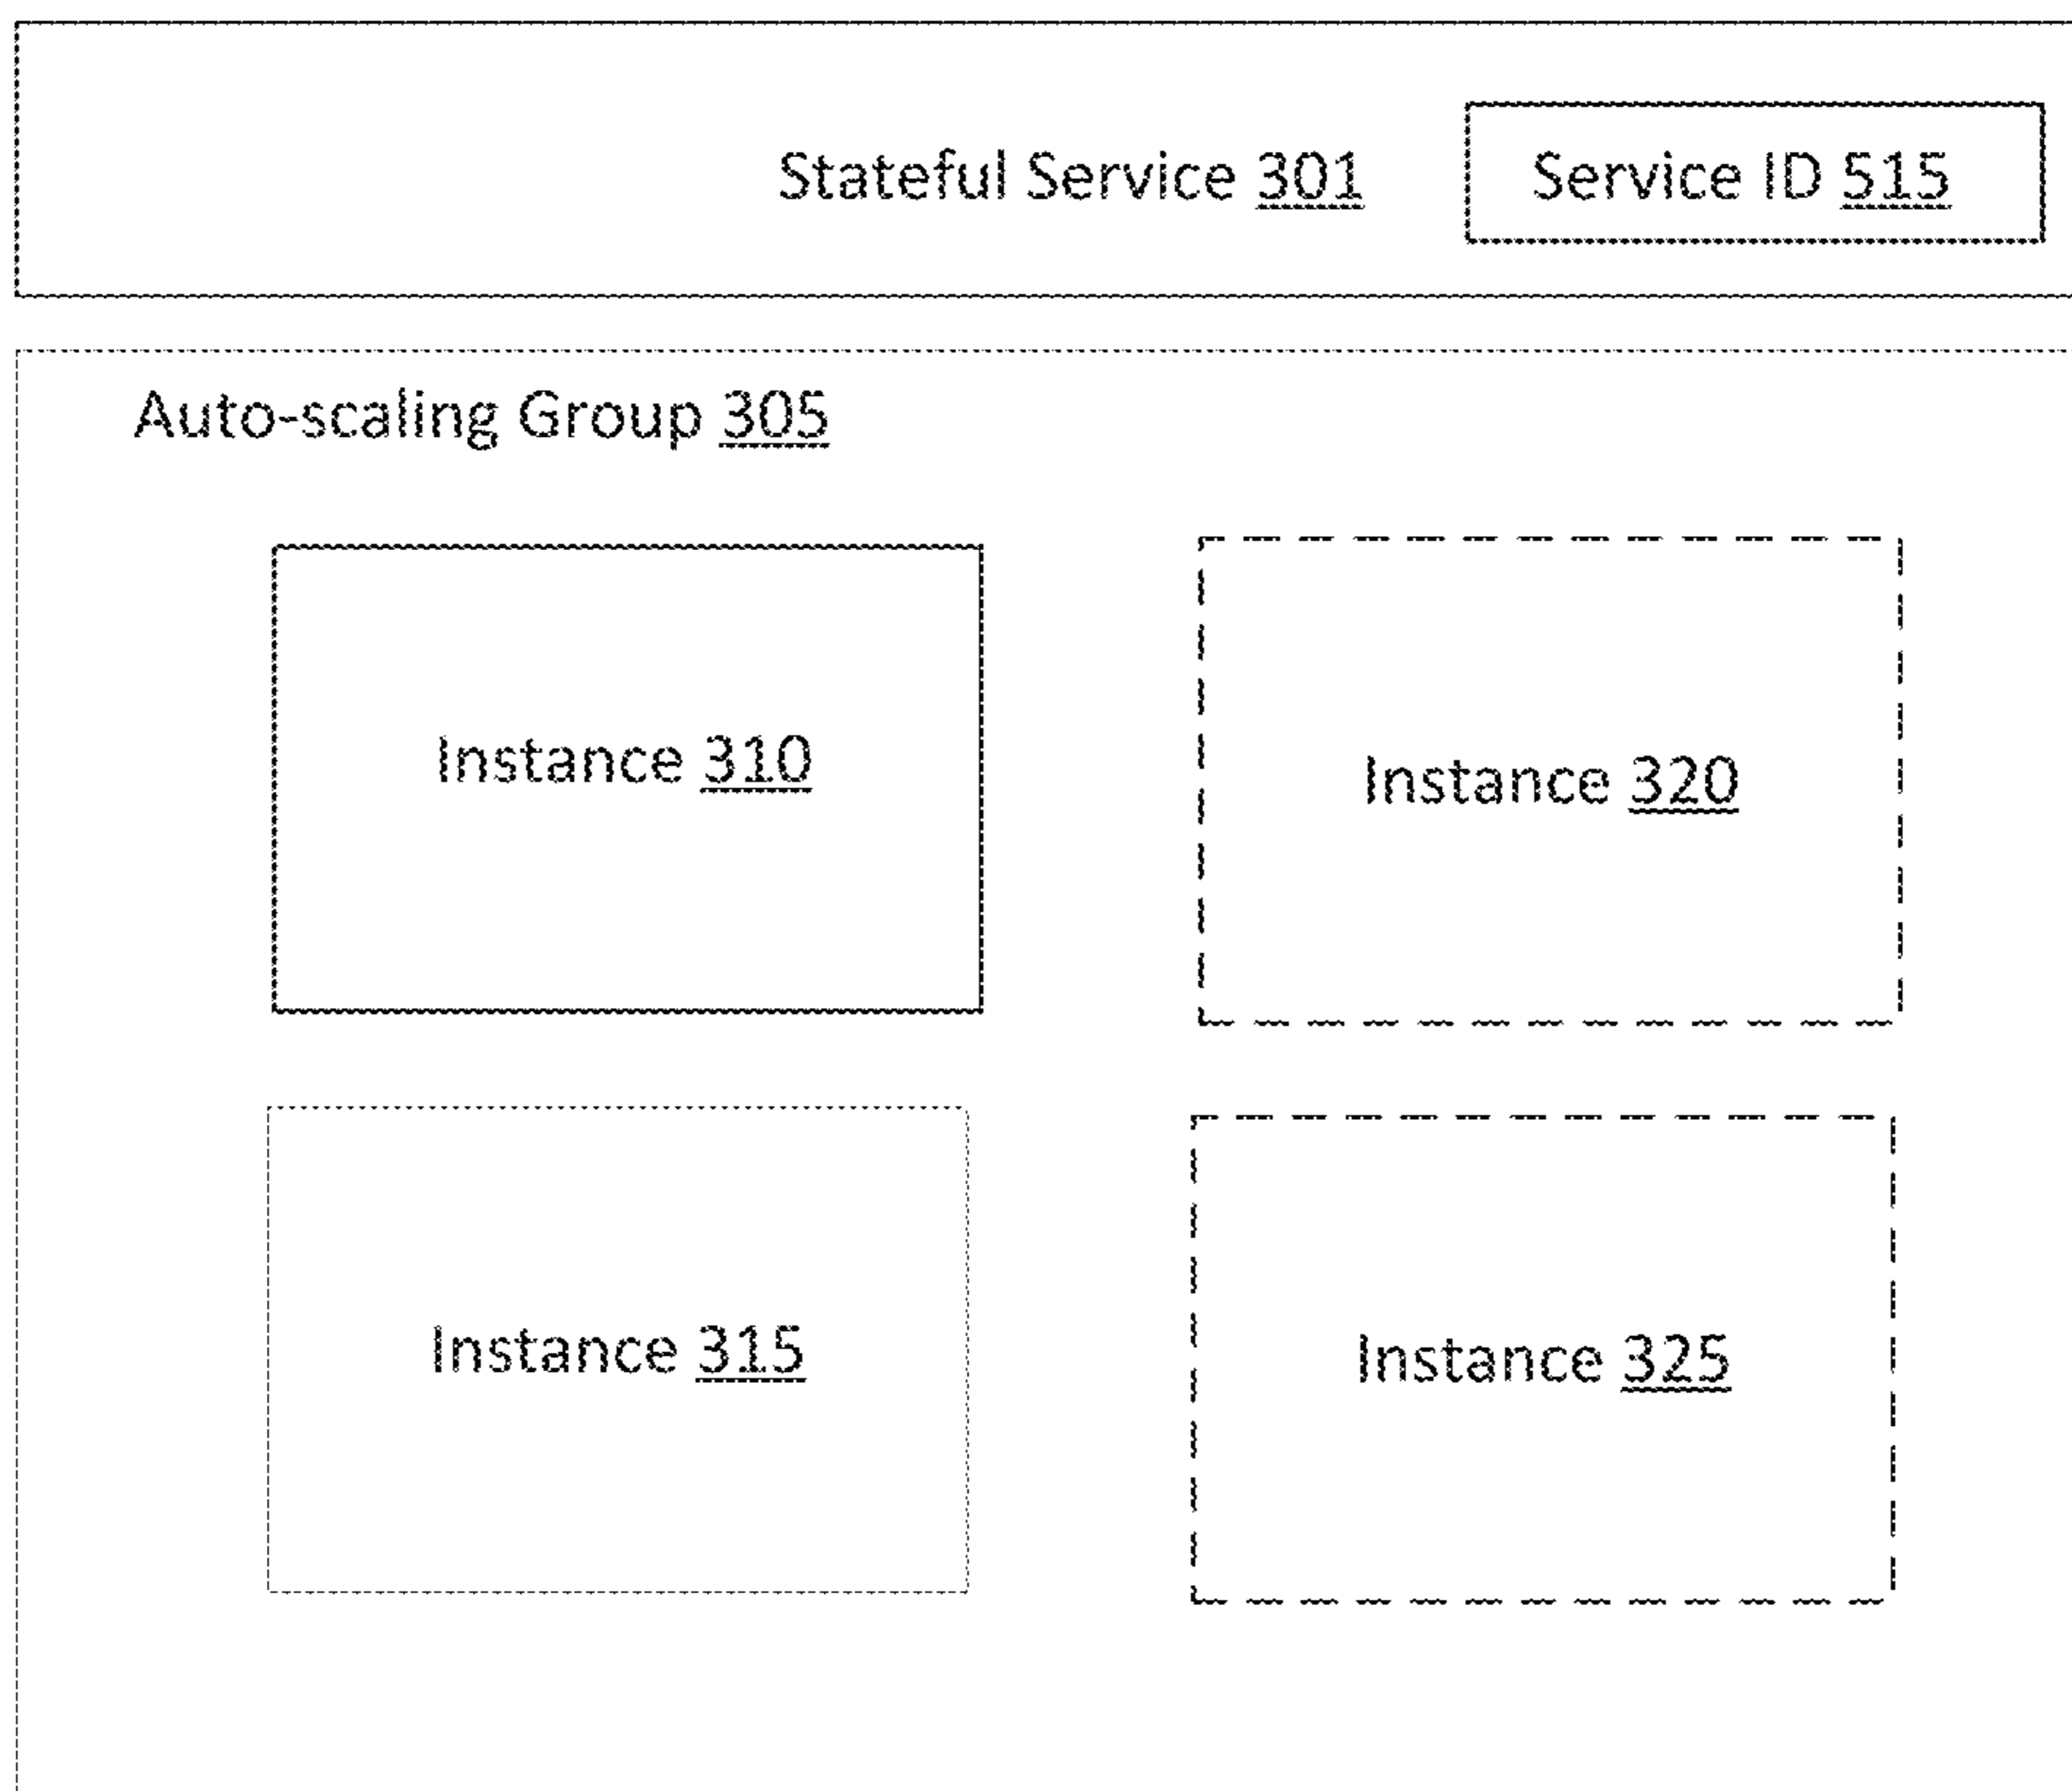 Stateful Service 301
Service ID 515
Auto-scaling Group 305
Instance 310
Instance 320
Instance 315
Instance 325